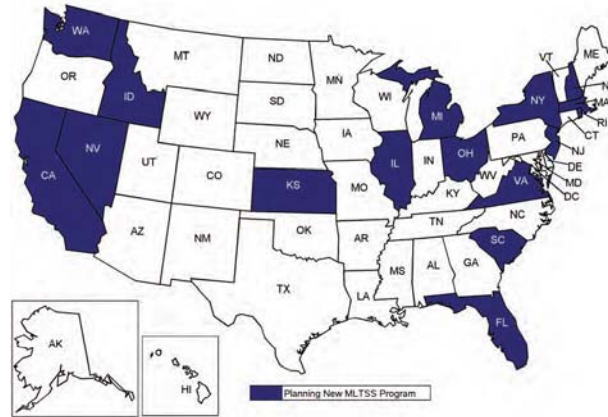 WA
MT
ND
MN
VT
ME
OR
ID
SD
WI
MI
NY
N
MA
RI
CT
WY
IA
PA
NJ
NV
NE
IL
IN
OH
DE
MD
DC
CA
UT
CO
KS
MO
WV
VA
KY
NC
AZ
NM
OK
AR
TN
SC
TX
LA
MS
AL
GA
FL
AK
HI
Planning New MLTSS Program